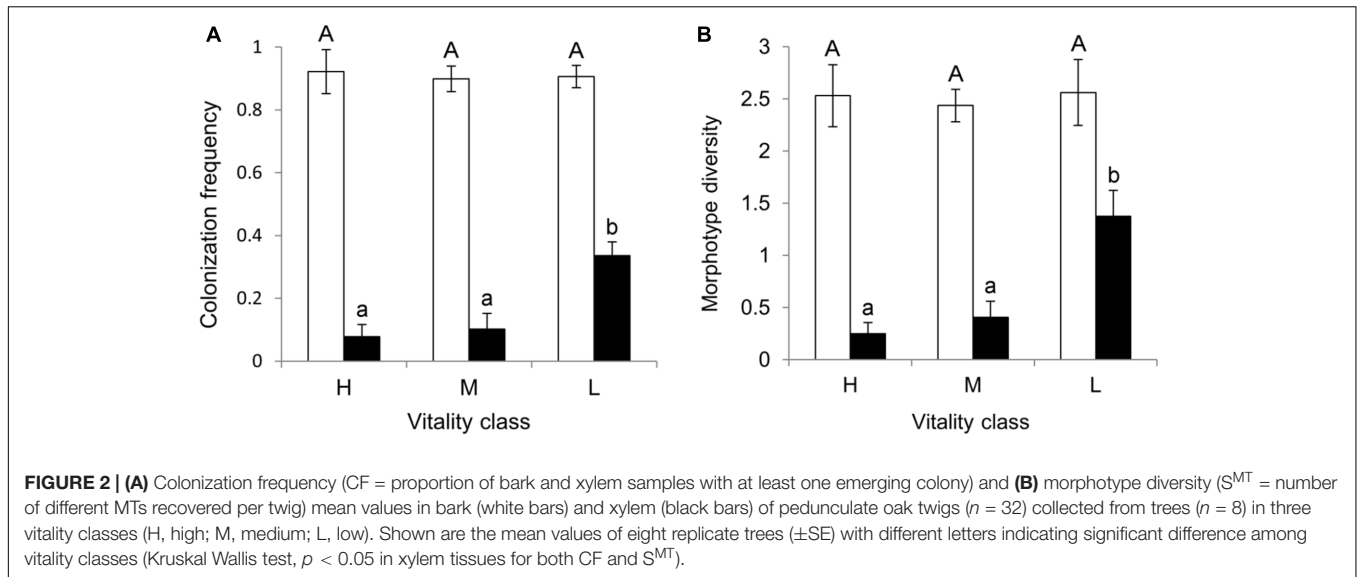 A
Colonization frequency
1
0.8
0.6
0.4
0.2
0
A
A
A
a
a
b
H
M
L
Vitality class
B
Morphotype diversity
3
2.5
2
1.5
1
0.5
0
A
A
A
a
a
b
H
M
L
Vitality class
FIGURE 2 | (A) Colonization frequency (CF = proportion of bark and xylem samples with at least one emerging colony) and (B) morphotype diversity (S^MT = number
of different MTs recovered per twig) mean values in bark (white bars) and xylem (black bars) of pedunculate oak twigs (n = 32) collected from trees (n = 8) in three
vitality classes (H, high; M, medium; L, low). Shown are the mean values of eight replicate trees (±SE) with different letters indicating significant difference among
vitality classes (Kruskal Wallis test, p < 0.05 in xylem tissues for both CF and S^MT).